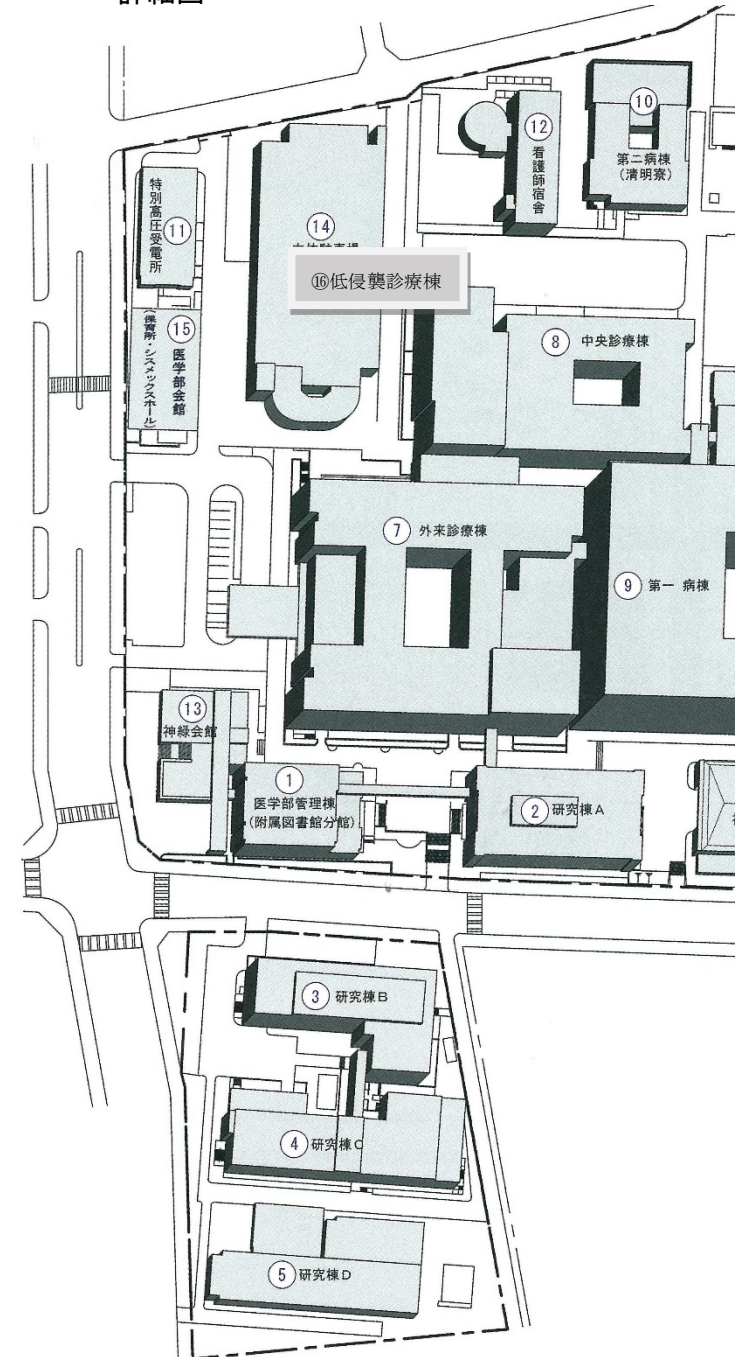 ⑫
看護師宿舎
⑩
第二病棟
(清明寮)
特別高圧受電所
⑪
⑭
⑯低侵襲診療棟
⑮
医学部会館
(保育所・シスメックスホール)
⑧ 中央診療棟
⑦ 外来診療棟
⑨ 第一 病棟
⑬
神緑会館
①
医学部管理棟
(附属図書館分館)
② 研究棟A
③ 研究棟B
④ 研究棟C
⑤ 研究棟D